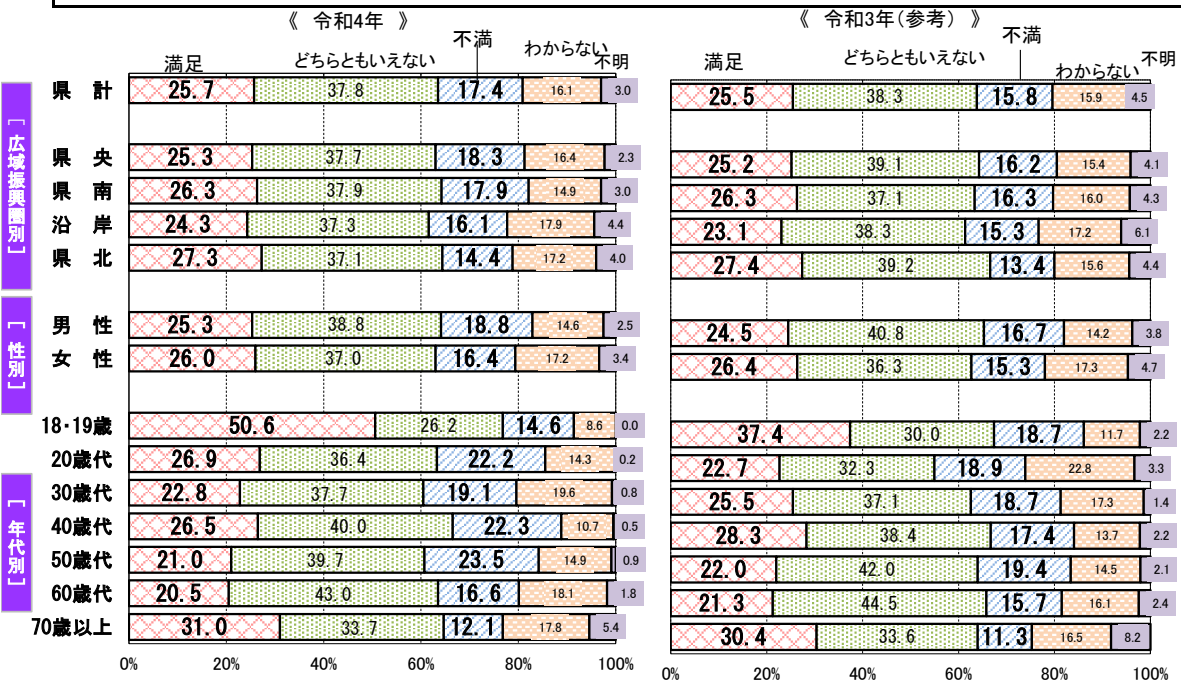 《 令和4年 》
《 令和3年(参考) 》
満足 どちらともいえない 不満 わからない 不明
満足 どちらともいえない 不満 わからない 不明
県 計 25.7 37.8 17.4 16.1 3.0
25.5 38.3 15.8 15.9 4.5
[ 広域振興圏別 ]
県 央 25.3 37.7 18.3 16.4 2.3
25.2 39.1 16.2 15.4 4.1
県 南 26.3 37.9 17.9 14.9 3.0
26.3 37.1 16.3 16.0 4.3
沿 岸 24.3 37.3 16.1 17.9 4.4
23.1 38.3 15.3 17.2 6.1
県 北 27.3 37.1 14.4 17.2 4.0
27.4 39.2 13.4 15.6 4.4
[ 性別 ]
男 性 25.3 38.8 18.8 14.6 2.5
24.5 40.8 16.7 14.2 3.8
女 性 26.0 37.0 16.4 17.2 3.4
26.4 36.3 15.3 17.3 4.7
[ 年代別 ]
18・19歳 50.6 26.2 14.6 8.6 0.0
37.4 30.0 18.7 11.7 2.2
20歳代 26.9 36.4 22.2 14.3 0.2
22.7 32.3 18.9 22.8 3.3
30歳代 22.8 37.7 19.1 19.6 0.8
25.5 37.1 18.7 17.3 1.4
40歳代 26.5 40.0 22.3 10.7 0.5
28.3 38.4 17.4 13.7 2.2
50歳代 21.0 39.7 23.5 14.9 0.9
22.0 42.0 19.4 14.5 2.1
60歳代 20.5 43.0 16.6 18.1 1.8
21.3 44.5 15.7 16.1 2.4
70歳以上 31.0 33.7 12.1 17.8 5.4
30.4 33.6 11.3 16.5 8.2
0% 20% 40% 60% 80% 100%
0% 20% 40% 60% 80% 100%